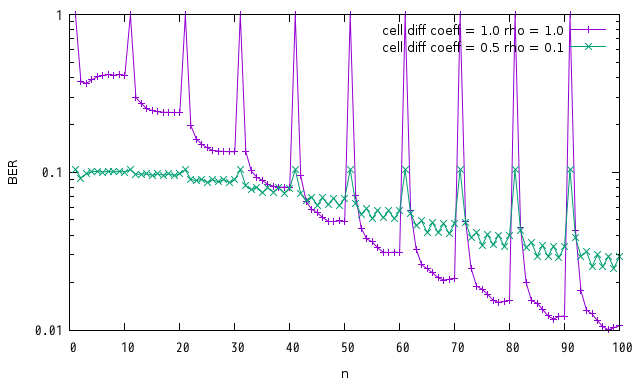 cell diff coeff = 1.0 rho = 1.0
cell diff coeff = 0.5 rho = 0.1
1
0.1
0.01
BER
0 10 20 30 40 50 60 70 80 90 100
n